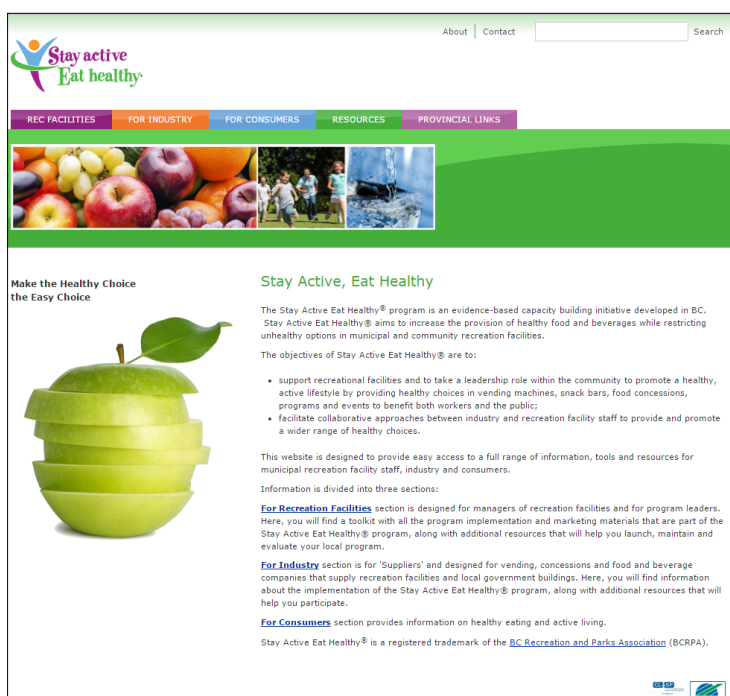 About Contact Search
Stay active
Eat healthy
REC FACILITIES FOR INDUSTRY FOR CONSUMERS RESOURCES PROVINCIAL LINKS
Make the Healthy Choice
the Easy Choice
Stay Active, Eat Healthy
The Stay Active Eat Healthy® program is an evidence-based capacity building initiative developed in BC.
Stay Active Eat Healthy® aims to increase the provision of healthy food and beverages while restricting
unhealthy options in municipal and community recreation facilities.
The objectives of Stay Active Eat Healthy® are to:
• support recreational facilities and to take a leadership role within the community to promote a healthy,
active lifestyle by providing healthy choices in vending machines, snack bars, food concessions,
programs and events to benefit both workers and the public;
• facilitate collaborative approaches between industry and recreation facility staff to provide and promote
a wider range of healthy choices.
This website is designed to provide easy access to a full range of information, tools and resources for
municipal recreation facility staff, industry and consumers.
Information is divided into three sections:
For Recreation Facilities section is designed for managers of recreation facilities and for program leaders.
Here, you will find a toolkit with all the program implementation and marketing materials that are part of the
Stay Active Eat Healthy® program, along with additional resources that will help you launch, maintain and
evaluate your local program.
For Industry section is for 'Suppliers' and designed for vending, concessions and food and beverage
companies that supply recreation facilities and local government buildings. Here, you will find information
about the implementation of the Stay Active Eat Healthy® program, along with additional resources that will
help you participate.
For Consumers section provides information on healthy eating and active living.
Stay Active Eat Healthy® is a registered trademark of the BC Recreation and Parks Association (BCRPA).